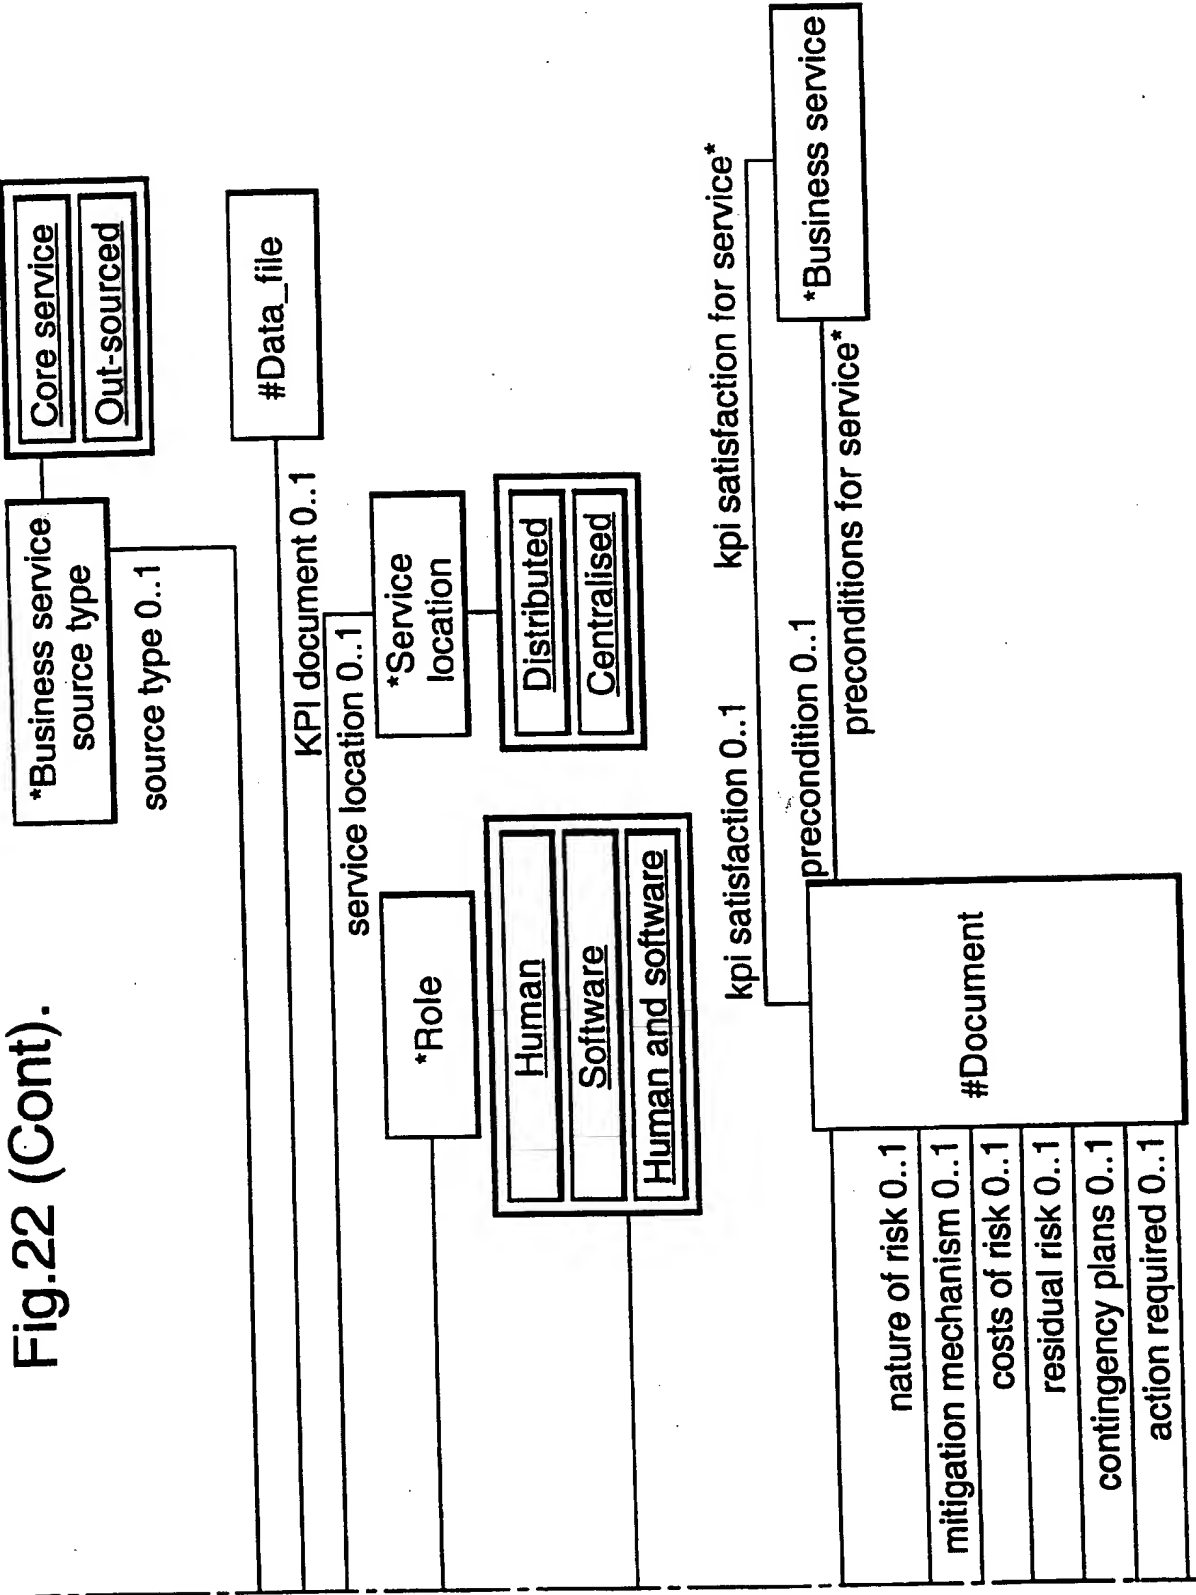 Fig.22 (Cont).
*Business service
source type
Core service
Out-sourced
source type 0..1
#Data_file
KPI document 0..1
service location 0..1
*Service
location
Distributed
Centralised
*Role
Human
Software
Human and software
kpi satisfaction 0..1
kpi satisfaction for service*
*Business service
precondition 0..1
preconditions for service*
#Document
nature of risk 0..1
mitigation mechanism 0..1
costs of risk 0..1
residual risk 0..1
contingency plans 0..1
action required 0..1